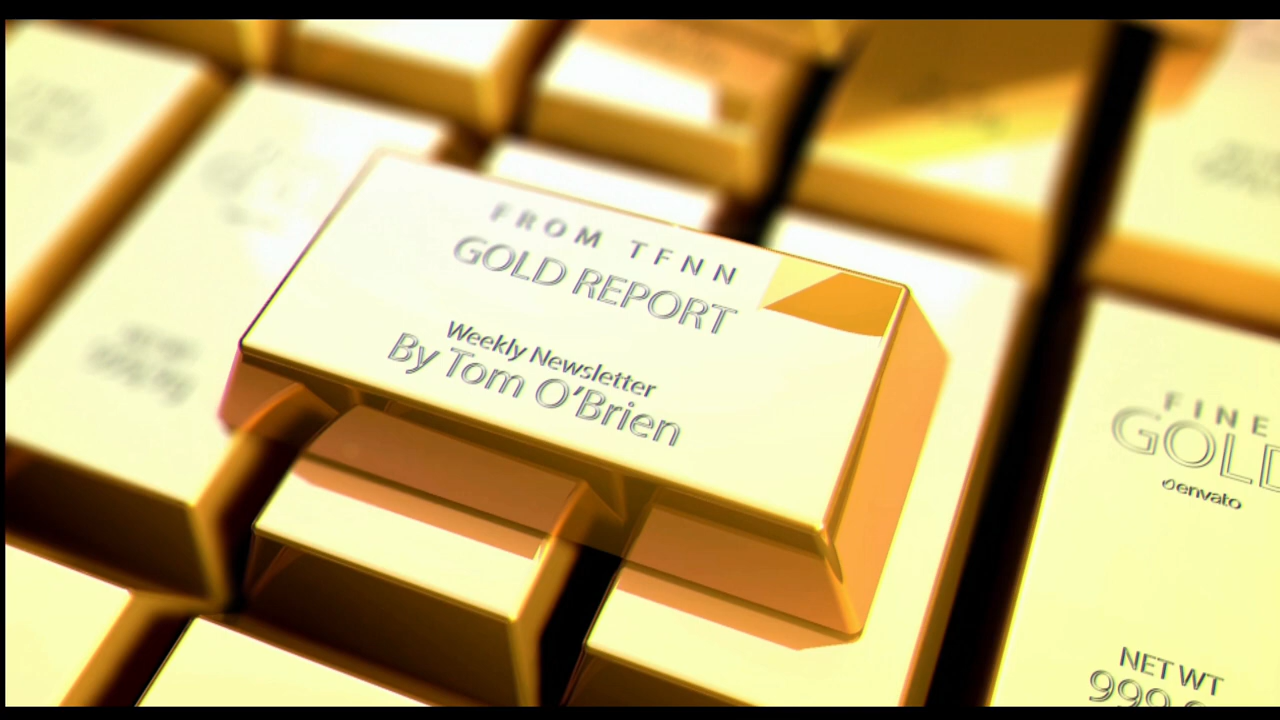 FROM TFNN
GOLD REPORT
Weekly Newsletter
By Tom O'Brien
FINE
GOLD
envato
NET WT